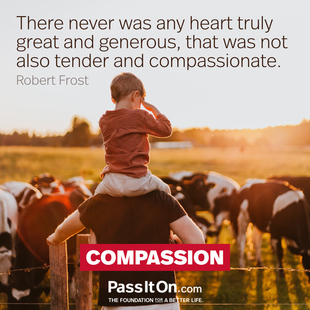 There never was any heart truly
great and generous, that was not
also tender and compassionate.
Robert Frost
COMPASSION
PassItOn.com
THE FOUNDATION FOR A BETTER LIFE.